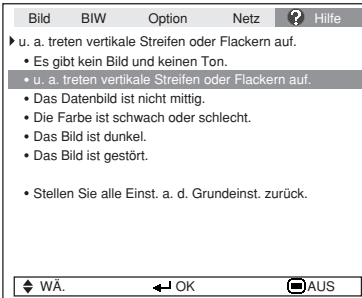 Bild BIW Option Netz ? Hilfe
u. a. treten vertikale Streifen oder Flackern auf.
• Es gibt kein Bild und keinen Ton.
• u. a. treten vertikale Streifen oder Flackern auf.
• Das Datenbild ist nicht mittig.
• Die Farbe ist schwach oder schlecht.
• Das Bild ist dunkel.
• Das Bild ist gestört.
• Stellen Sie alle Einst. a. d. Grundeinst. zurück.
WÄ. OK AUS